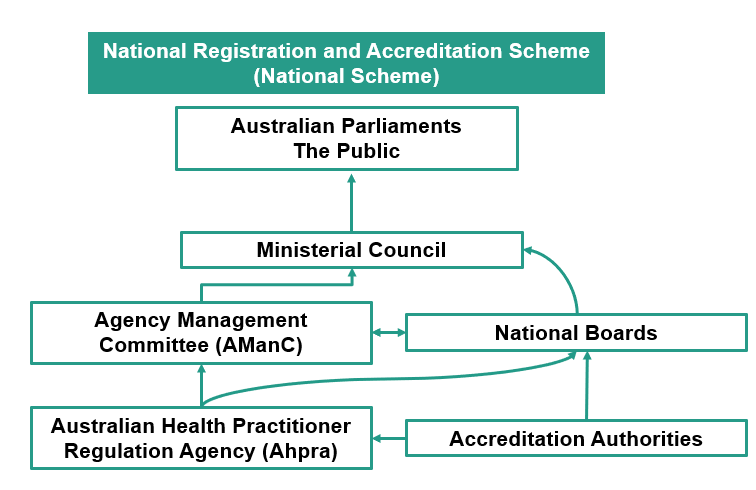 National Registration and Accreditation Scheme
(National Scheme)
Australian Parliaments
The Public
Ministerial Council
Agency Management
Committee (AManC)
National Boards
Australian Health Practitioner
Regulation Agency (Ahpra)
Accreditation Authorities